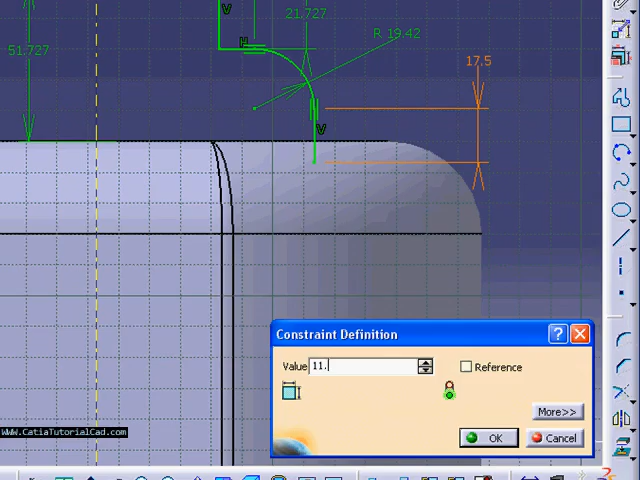 V
21.727
H
R 19.42
51.727
17,5
V
Constraint Definition
Value 11.
Reference
More>>
OK
Cancel
WWW.CatiaTutorialCad.com